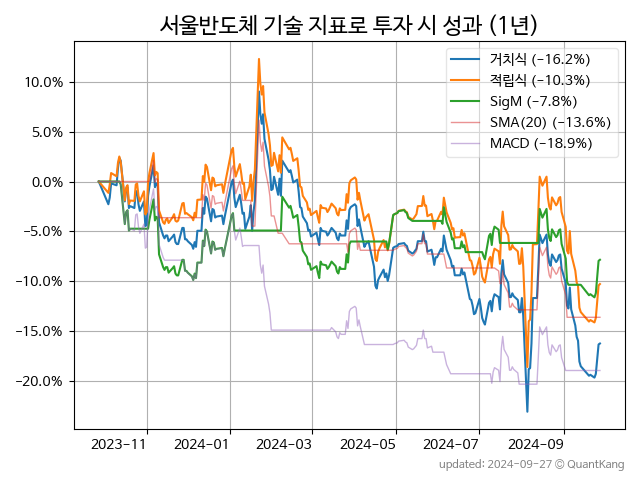 서울반도체 기술 지표로 투자 시 성과 (1년)
거치식 (−16.2%)
적립식 (−10.3%)
SigM (−7.8%)
SMA(20) (−13.6%)
MACD (−18.9%)
10.0%
5.0%
0.0%
−5.0%
−10.0%
−15.0%
−20.0%
2023-11 2024-01 2024-03 2024-05 2024-07 2024-09
updated: 2024-09-27 © QuantKang